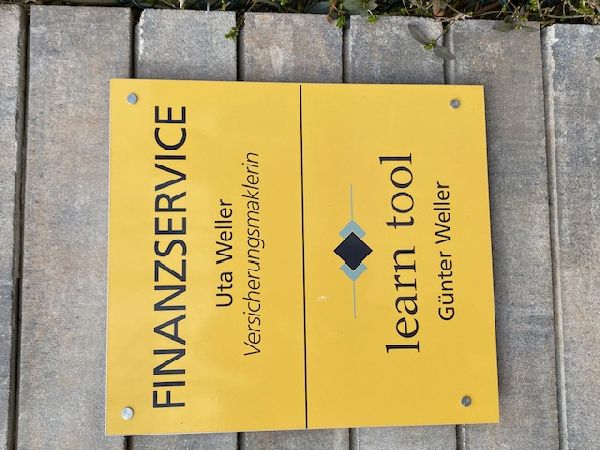 FINANZSERVICE
Uta Weller
Versicherungsmaklerin
learn tool
Günter Weller